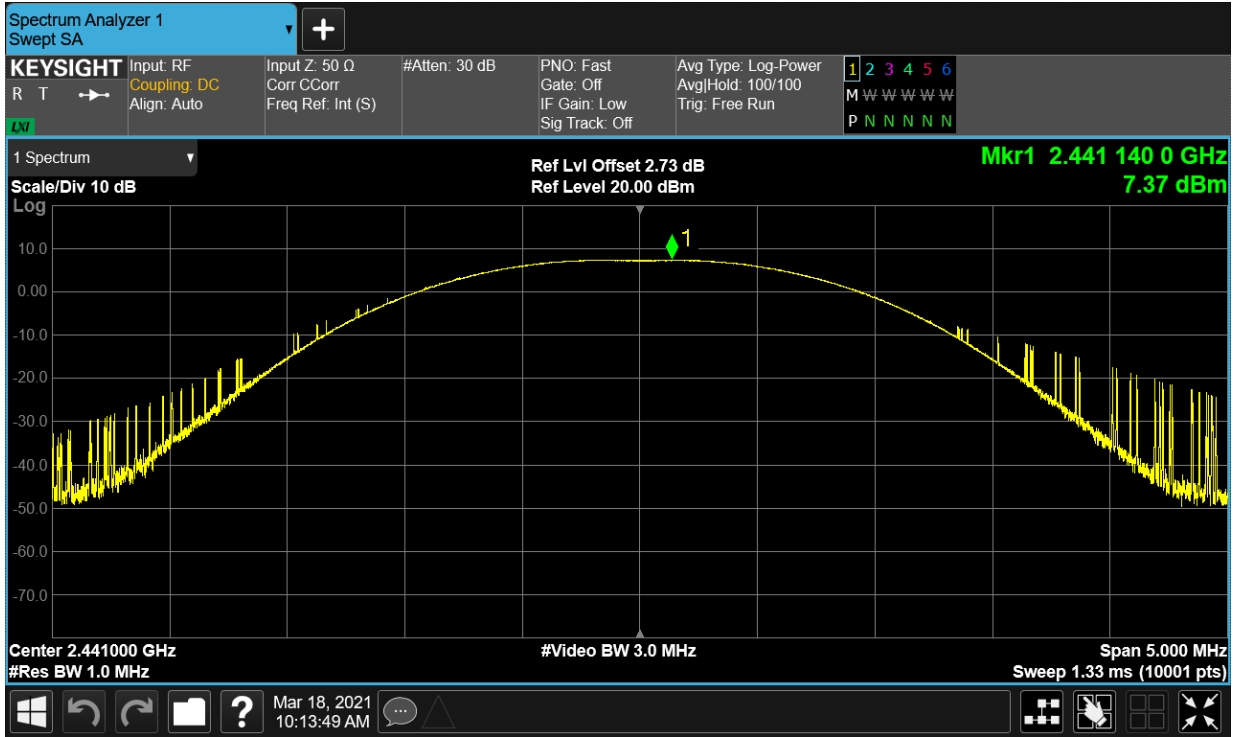 Spectrum Analyzer 1
Swept SA
KEYSIGHT
R T
LXI
Input: RF
Coupling: DC
Align: Auto
Input Z: 50 Ω
Corr CCorr
Freq Ref: Int (S)
#Atten: 30 dB
PNO: Fast
Gate: Off
IF Gain: Low
Sig Track: Off
Avg Type: Log-Power
Avg|Hold: 100/100
Trig: Free Run
1 2 3 4 5 6
M W W W W W
P N N N N N
1 Spectrum
Scale/Div 10 dB
Log
Ref Lvl Offset 2.73 dB
Ref Level 20.00 dBm
Mkr1 2.441 140 0 GHz
7.37 dBm
1
10.0
0.00
-10.0
-20.0
-30.0
-40.0
-50.0
-60.0
-70.0
Center 2.441000 GHz
#Res BW 1.0 MHz
#Video BW 3.0 MHz
Span 5.000 MHz
Sweep 1.33 ms (10001 pts)
?
Mar 18, 2021
10:13:49 AM